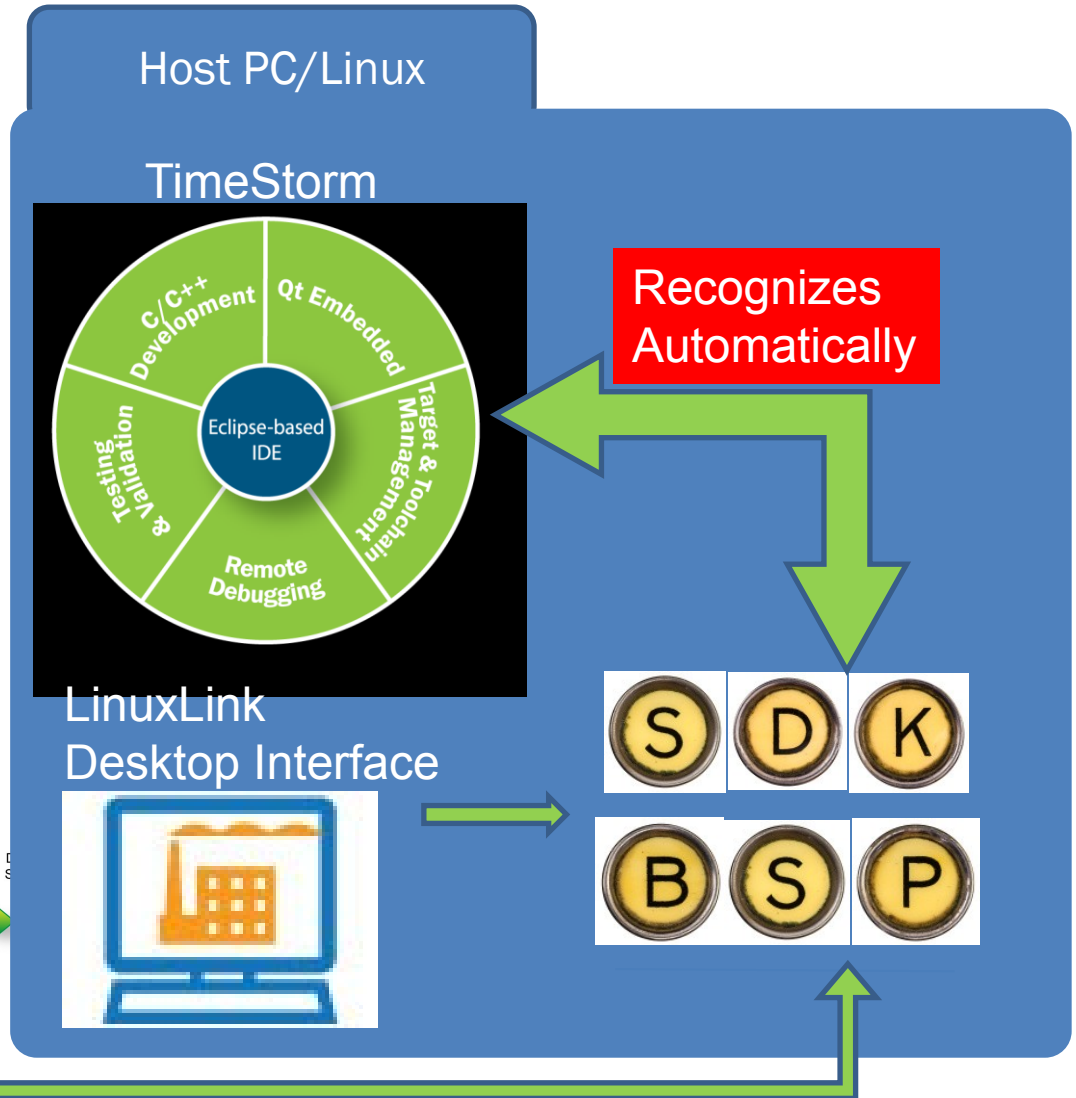 Host PC/Linux
TimeStorm
C/C++
Development
Qt Embedded
Target & Toolchain
Management
Remote
Debugging
Testing
& Validation
Eclipse-based
IDE
Recognizes
Automatically
LinuxLink
Desktop Interface
S D K
B S P